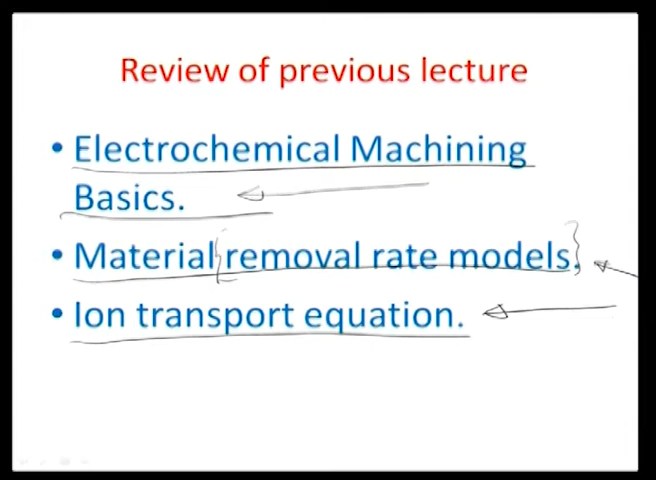 Review of previous lecture
• Electrochemical Machining
Basics.
• Material removal rate models.
• Ion transport equation.